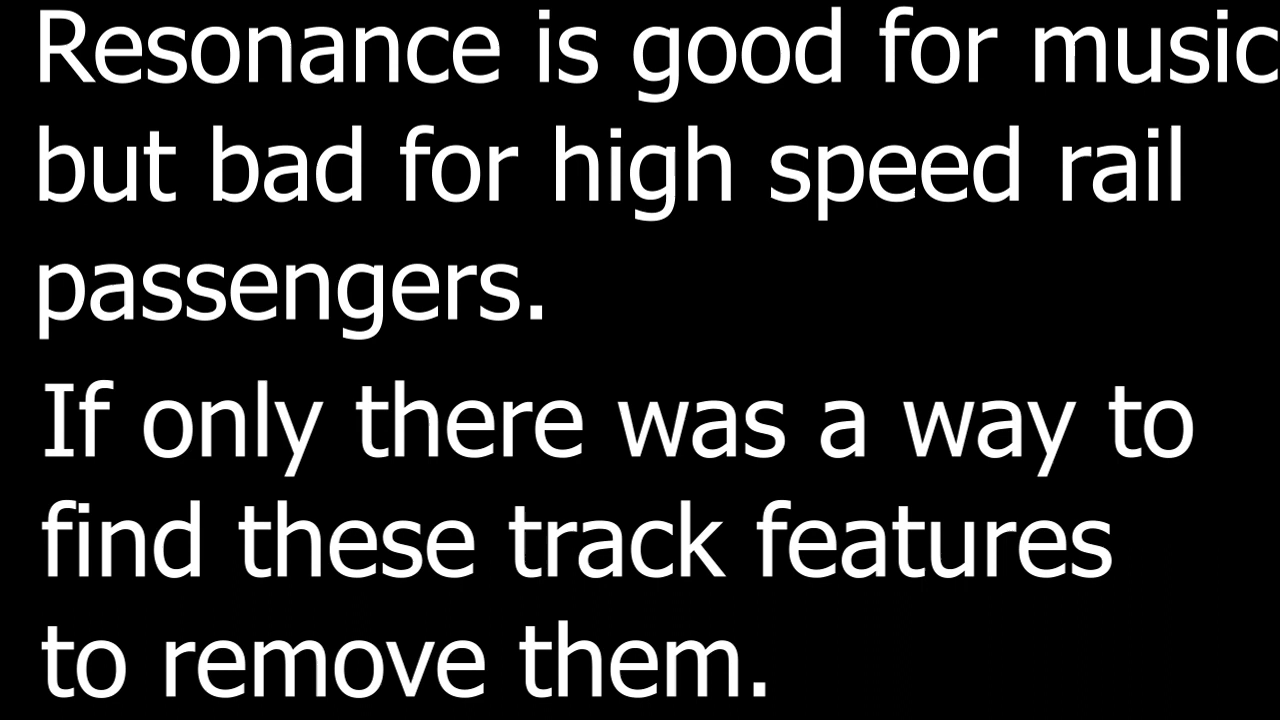 Resonance is good for music
but bad for high speed rail
passengers.
If only there was a way to
find these track features
to remove them.